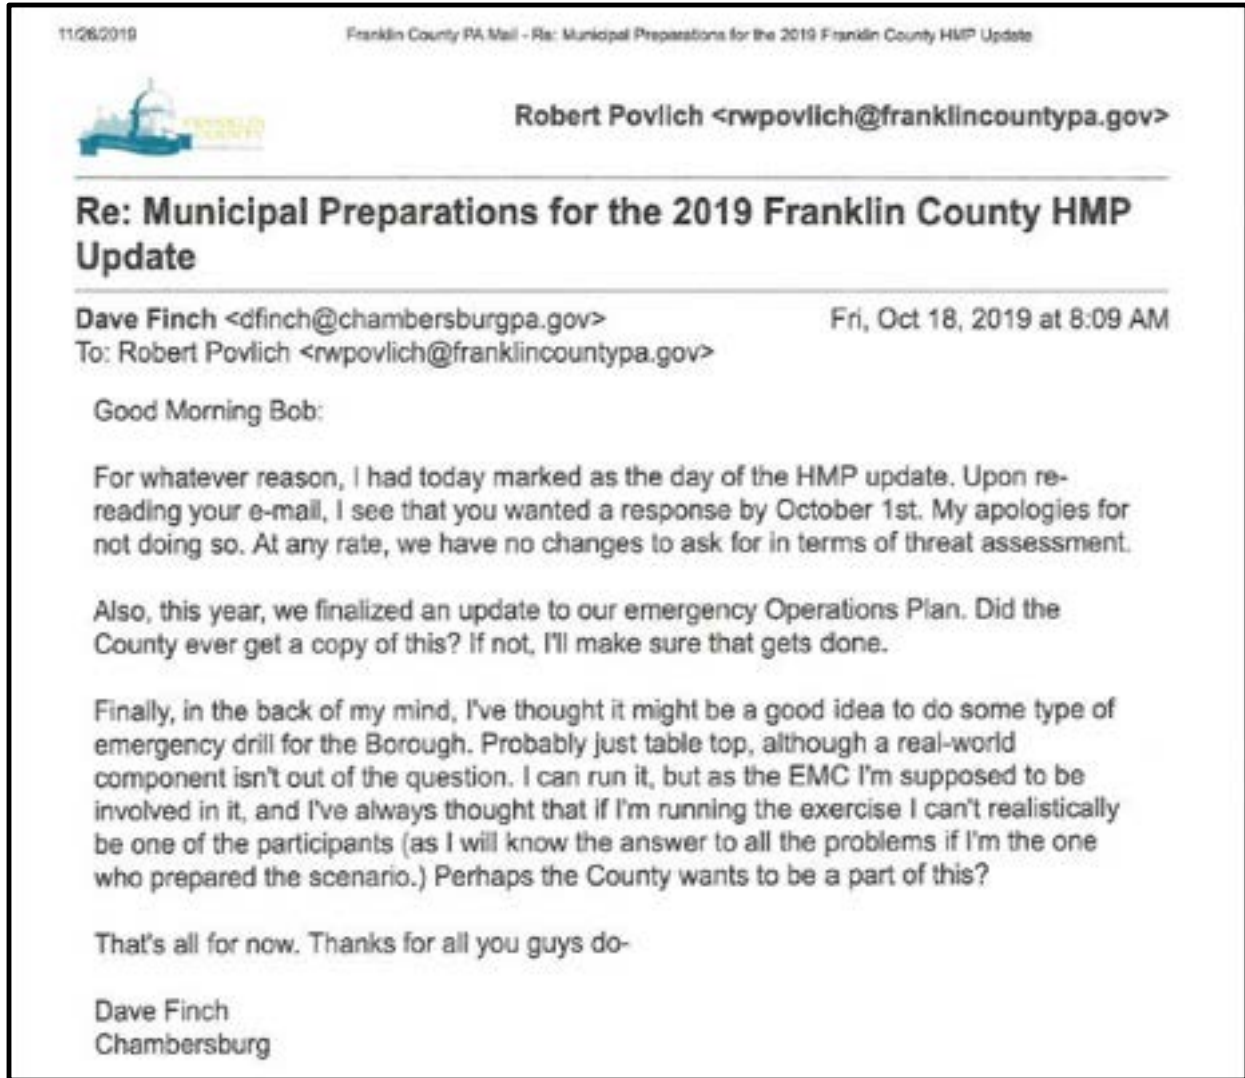 11/26/2019 Franklin County PA Mail - Re: Municipal Preparations for the 2019 Franklin County HMP Update
FRANKLIN
COUNTY
Robert Povlich <rwpovlich@franklincountypa.gov>
Re: Municipal Preparations for the 2019 Franklin County HMP
Update
Dave Finch <dfinch@chambersburgpa.gov> Fri, Oct 18, 2019 at 8:09 AM
To: Robert Povlich <rwpovlich@franklincountypa.gov>
Good Morning Bob:
For whatever reason, I had today marked as the day of the HMP update. Upon re-
reading your e-mail, I see that you wanted a response by October 1st. My apologies for
not doing so. At any rate, we have no changes to ask for in terms of threat assessment.
Also, this year, we finalized an update to our emergency Operations Plan. Did the
County ever get a copy of this? If not, I'll make sure that gets done.
Finally, in the back of my mind, I've thought it might be a good idea to do some type of
emergency drill for the Borough. Probably just table top, although a real-world
component isn't out of the question. I can run it, but as the EMC I'm supposed to be
involved in it, and I've always thought that if I'm running the exercise I can't realistically
be one of the participants (as I will know the answer to all the problems if I'm the one
who prepared the scenario.) Perhaps the County wants to be a part of this?
That's all for now. Thanks for all you guys do-
Dave Finch
Chambersburg